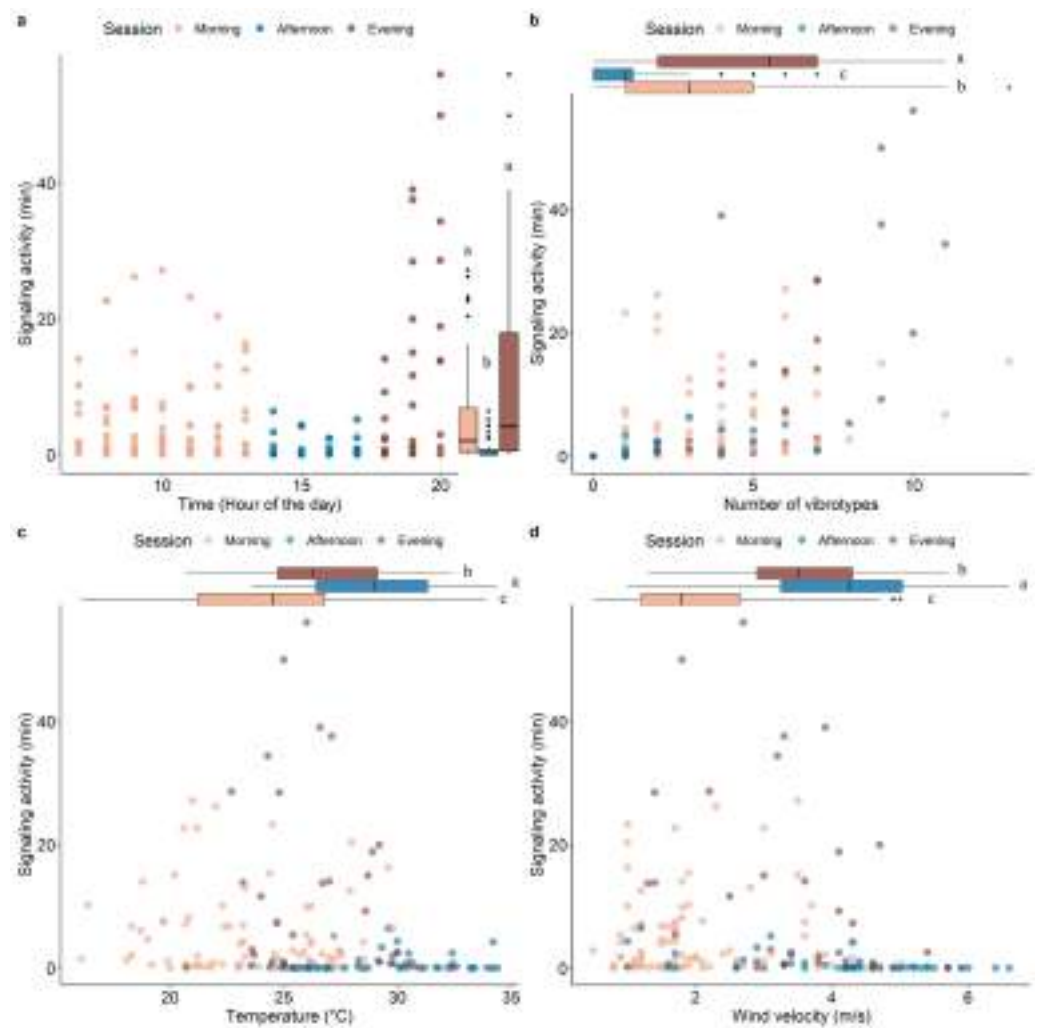 a
Session Morning Afternoon Evening
Signaling activity (min)
40
20
0
a
b
a
10 15 20
Time (Hour of the day)
b
Session Morning Afternoon Evening
a
c
b
Signaling activity (min)
40
20
0
0 5 10
Number of vibrotypes
c
Session Morning Afternoon Evening
b
a
c
Signaling activity (min)
40
20
0
20 25 30 35
Temperature (°C)
d
Session Morning Afternoon Evening
b
a
c
Signaling activity (min)
40
20
0
2 4 6
Wind velocity (m/s)